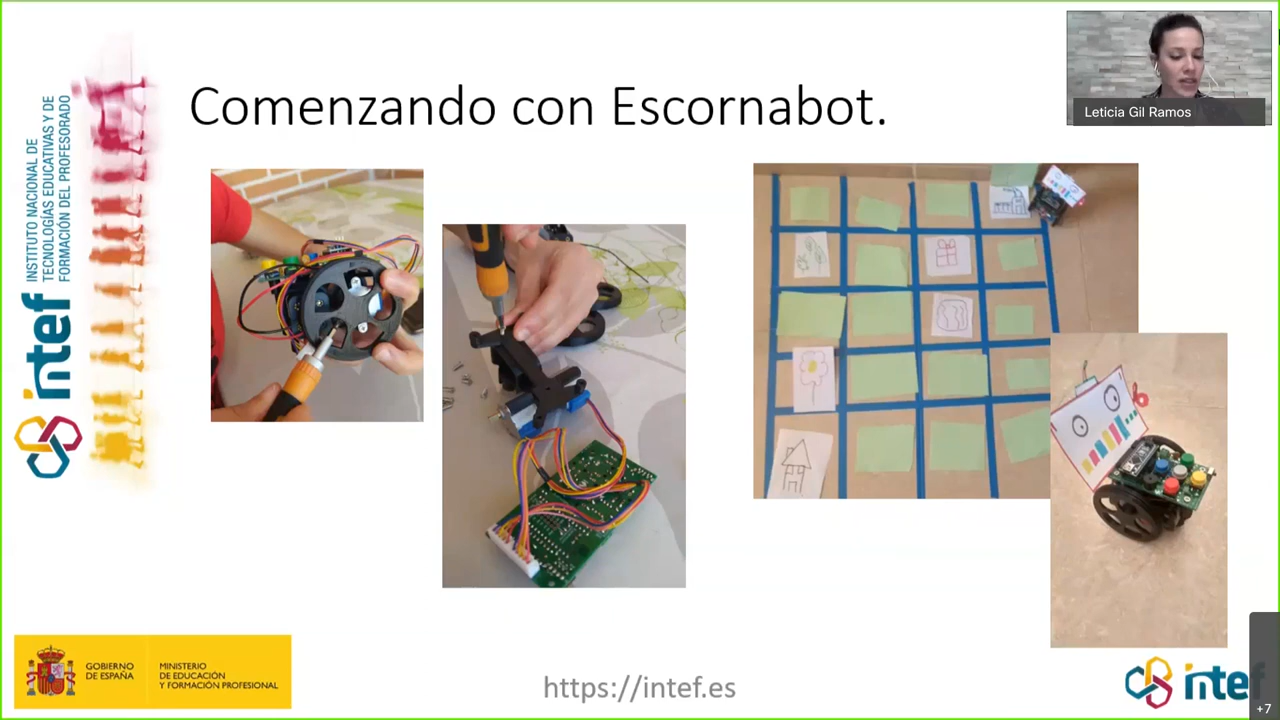 Comenzando con Escornabot.
Leticia Gil Ramos
INSTITUTO NACIONAL DE
TECNOLOGÍAS EDUCATIVAS Y DE
FORMACIÓN DEL PROFESORADO
intef
GOBIERNO
DE ESPAÑA
MINISTERIO
DE EDUCACIÓN
Y FORMACIÓN PROFESIONAL
https://intef.es
intef
+7